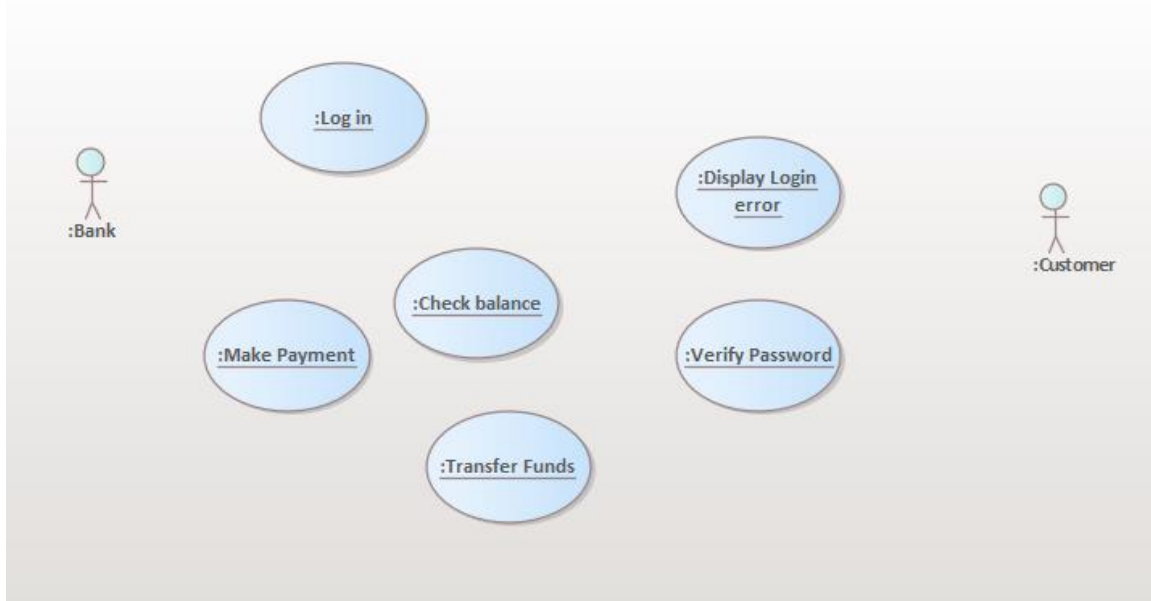 :Log in
:Display Login
error
:Bank
:Customer
:Check balance
:Make Payment
:Verify Password
:Transfer Funds